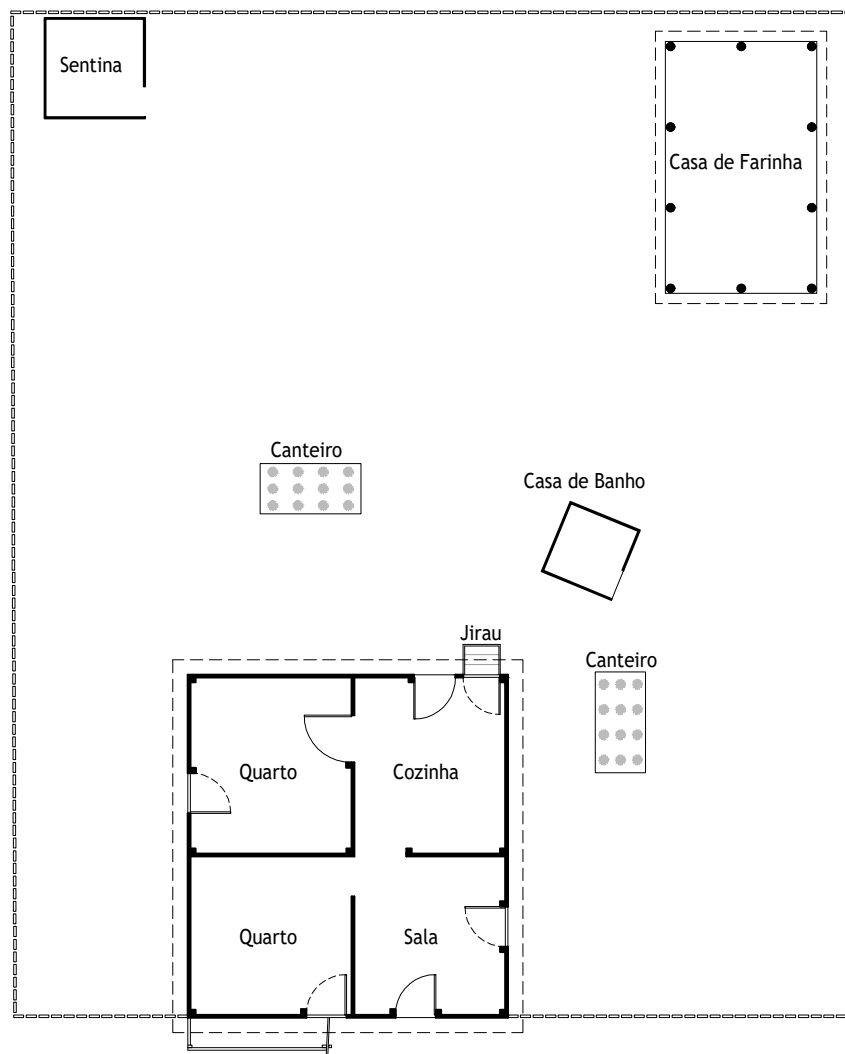 Sentina
Casa de Farinha
Canteiro
Casa de Banho
Jirau
Canteiro
Quarto
Cozinha
Quarto
Sala